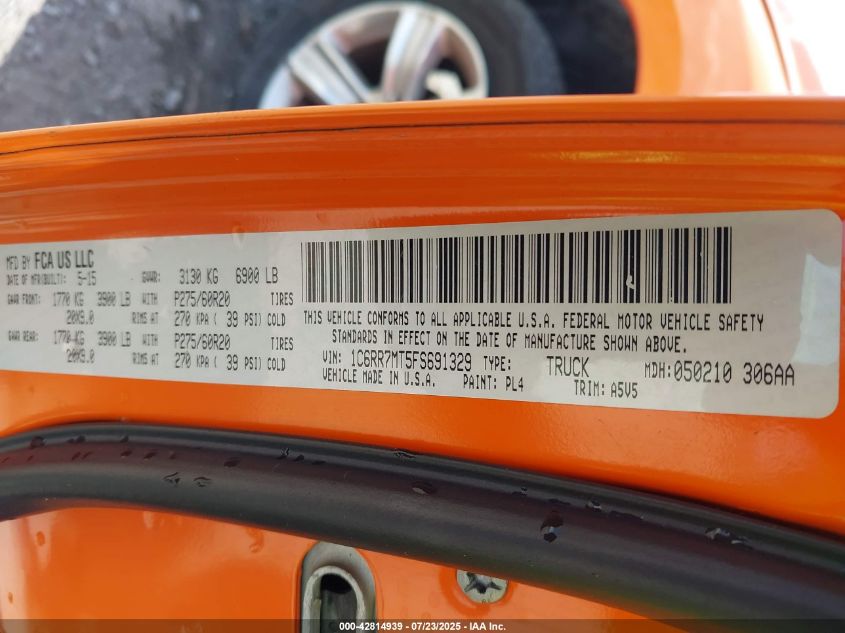 MFD BY FCA US LLC
DATE OF MFR(BUILT): 5-15 GVWR: 3130 KG 6900 LB
GAWR FRONT: 1770 KG 3900 LB WITH P275/60R20 TIRES
20X9.0 RIMS AT 270 KPA ( 39 PSI) COLD
GAWR REAR: 1770 KG 3900 LB WITH P275/60R20 TIRES
20X9.0 RIMS AT 270 KPA ( 39 PSI) COLD
THIS VEHICLE CONFORMS TO ALL APPLICABLE U.S.A. FEDERAL MOTOR VEHICLE SAFETY
STANDARDS IN EFFECT ON THE DATE OF MANUFACTURE SHOWN ABOVE.
VIN: 1C6RR7MT5FS691329 TYPE: TRUCK MDH: 050210 306AA
VEHICLE MADE IN U.S.A. PAINT: PL4 TRIM: A5V5
000-42814939 - 07/23/2025 - IAA Inc.